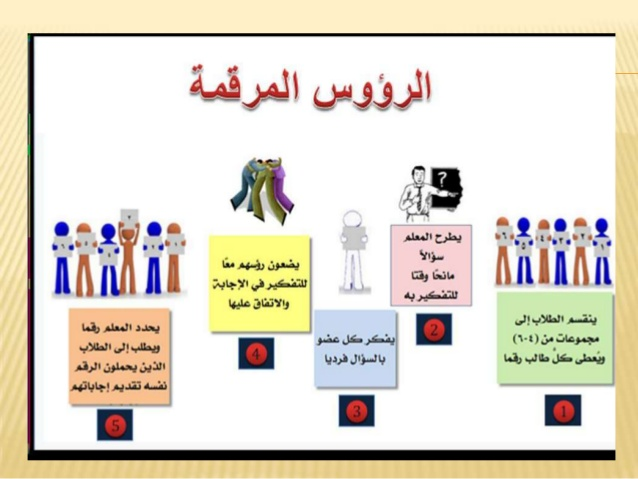 الرؤوس المرقمة
ينقسم الطلاب إلى
مجموعات من (٤-٦)
ويُعطى كلُّ طالب رقما
1
يطرح المعلم
سؤالاً
مانحًا وقتا
للتفكير به
?
2
يفكر كل عضو
بالسؤال فرديا
3
يضعون رؤسهم معًا
للتفكير في الإجابة
والاتفاق عليها
4
يحدد المعلم رقما
ويطلب إلى الطلاب
الذين يحملون الرقم
نفسه تقديم إجاباتهم
5